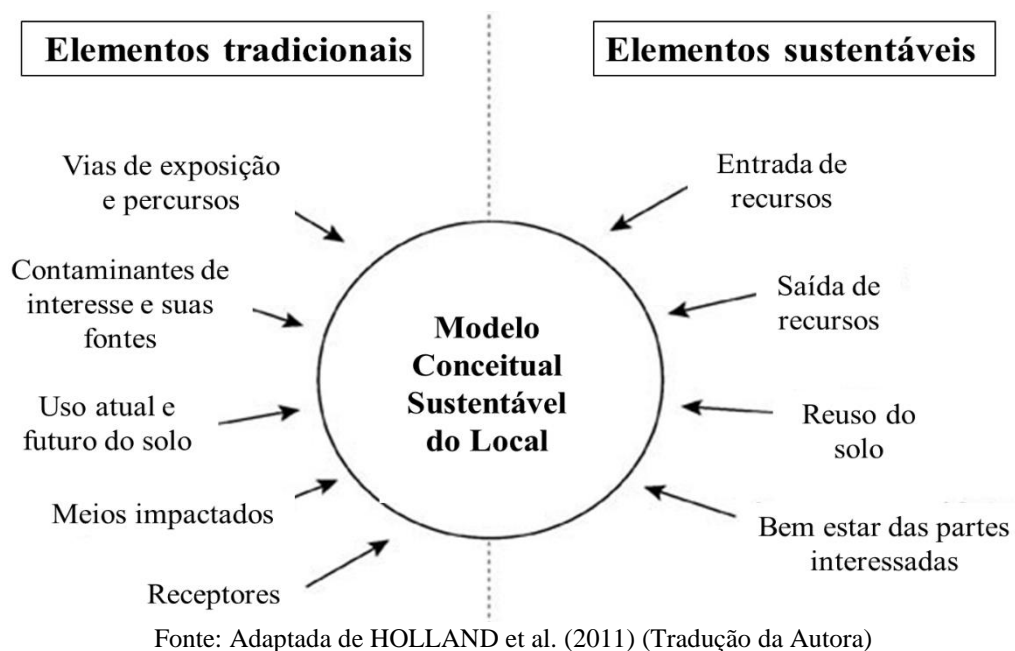 Elementos tradicionais
Elementos sustentáveis
Vias de exposição
e percursos
Contaminantes de
interesse e suas
fontes
Uso atual e
futuro do solo
Meios impactados
Receptores
Modelo
Conceitual
Sustentável
do Local
Entrada de
recursos
Saída de
recursos
Reuso do
solo
Bem estar das partes
interessadas
Fonte: Adaptada de HOLLAND et al. (2011) (Tradução da Autora)